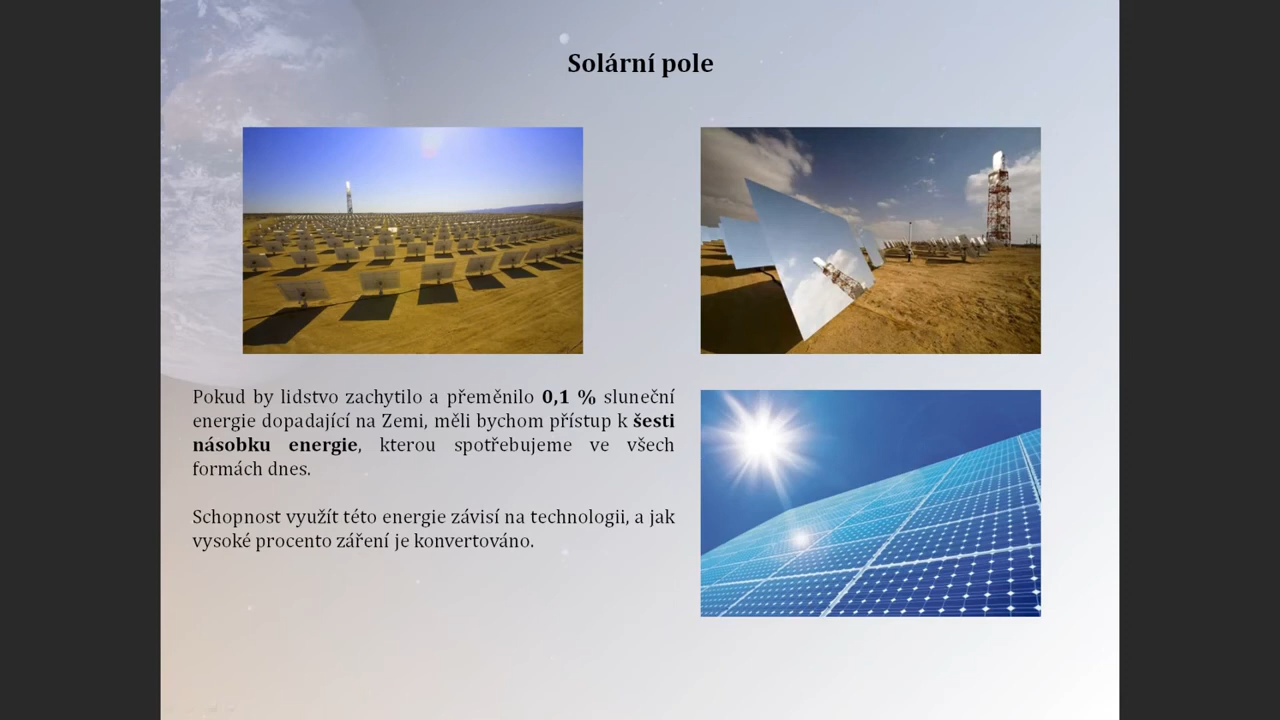 Solární pole
Pokud by lidstvo zachytilo a přeměnilo 0,1 % sluneční
energie dopadající na Zemi, měli bychom přístup k šesti
násobku energie, kterou spotřebujeme ve všech
formách dnes.
Schopnost využít této energie závisí na technologii, a jak
vysoké procento záření je konvertováno.